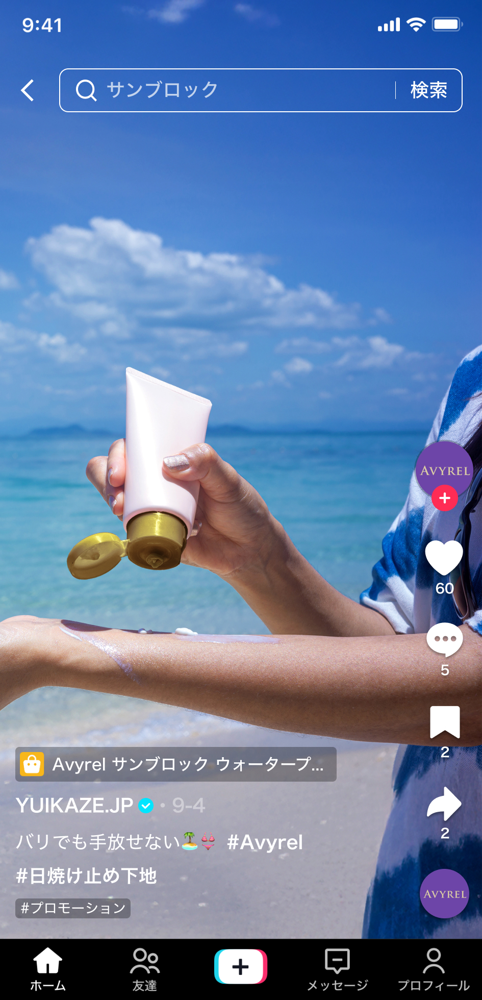 9:41
サンブロック 検索
AVYREL
60
5
2
Avyrel サンブロック ウォータープ...
YUIKAZE.JP • 9-4
バリでも手放せない🏝️👙 #Avyrel
#日焼け止め下地
2
#プロモーション
AVYREL
ホーム 友達 メッセージ プロフィール